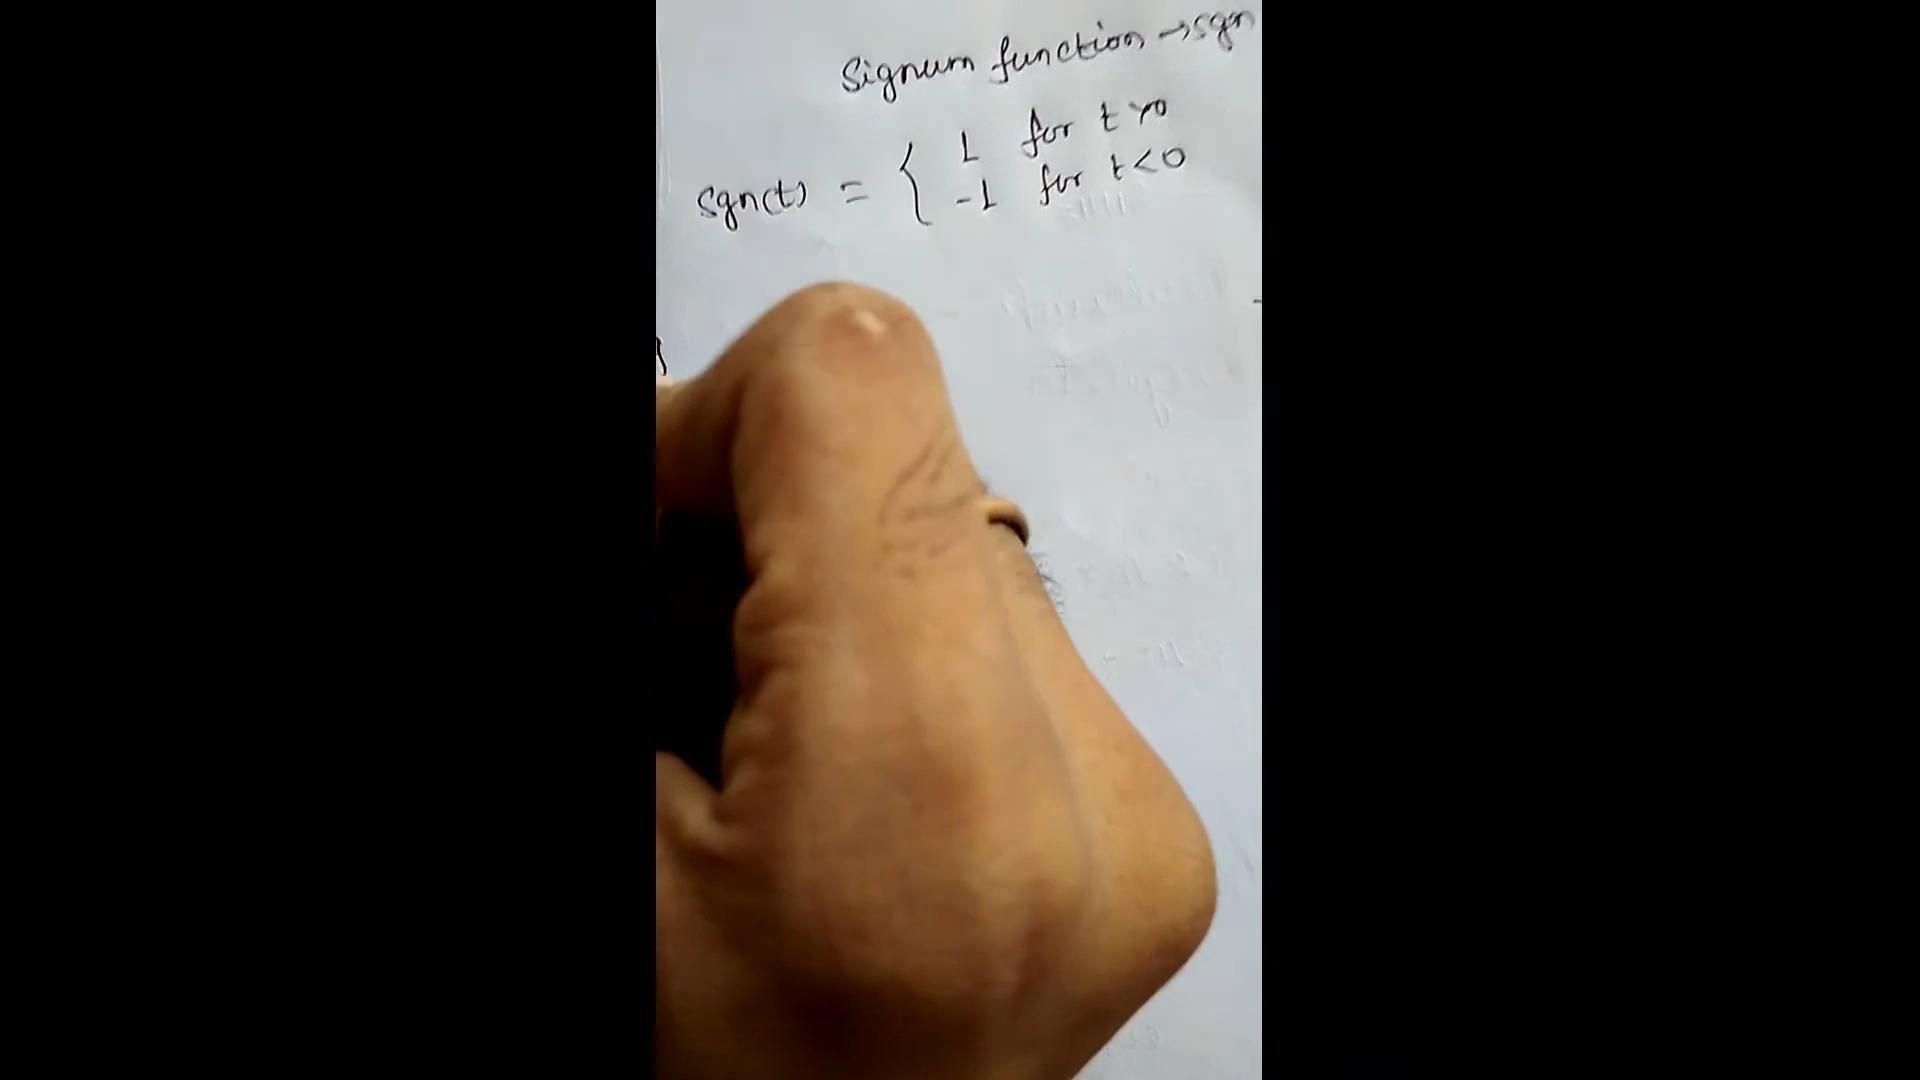 Signum function → sgn
sgn(t) = { 1 for t > 0
-1 for t < 0